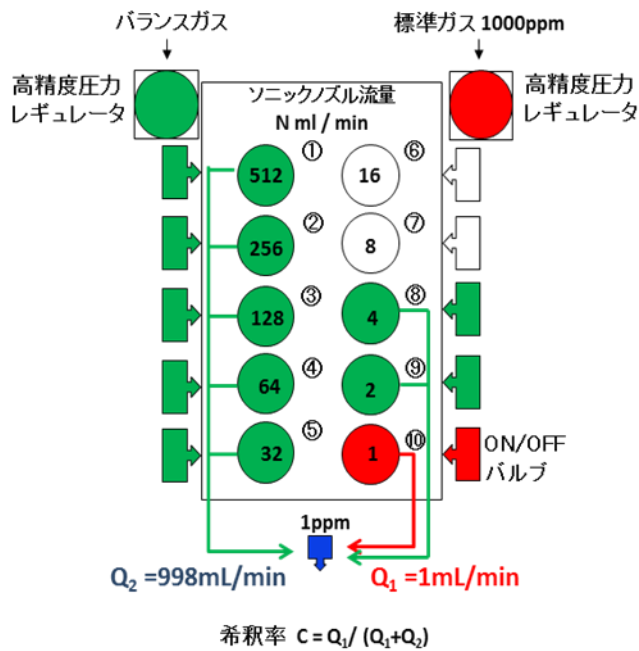 バランスガス
標準ガス 1000ppm
高精度圧力
レギュレータ
高精度圧力
レギュレータ
ソニックノズル流量
N ml / min
512 ① 16 ⑥
256 ② 8 ⑦
128 ③ 4 ⑧
64 ④ 2 ⑨
32 ⑤ 1 ⑩
ON/OFF
バルブ
1ppm
Q₂ =998mL/min
Q₁ =1mL/min
希釈率 C = Q₁/ (Q₁+Q₂)